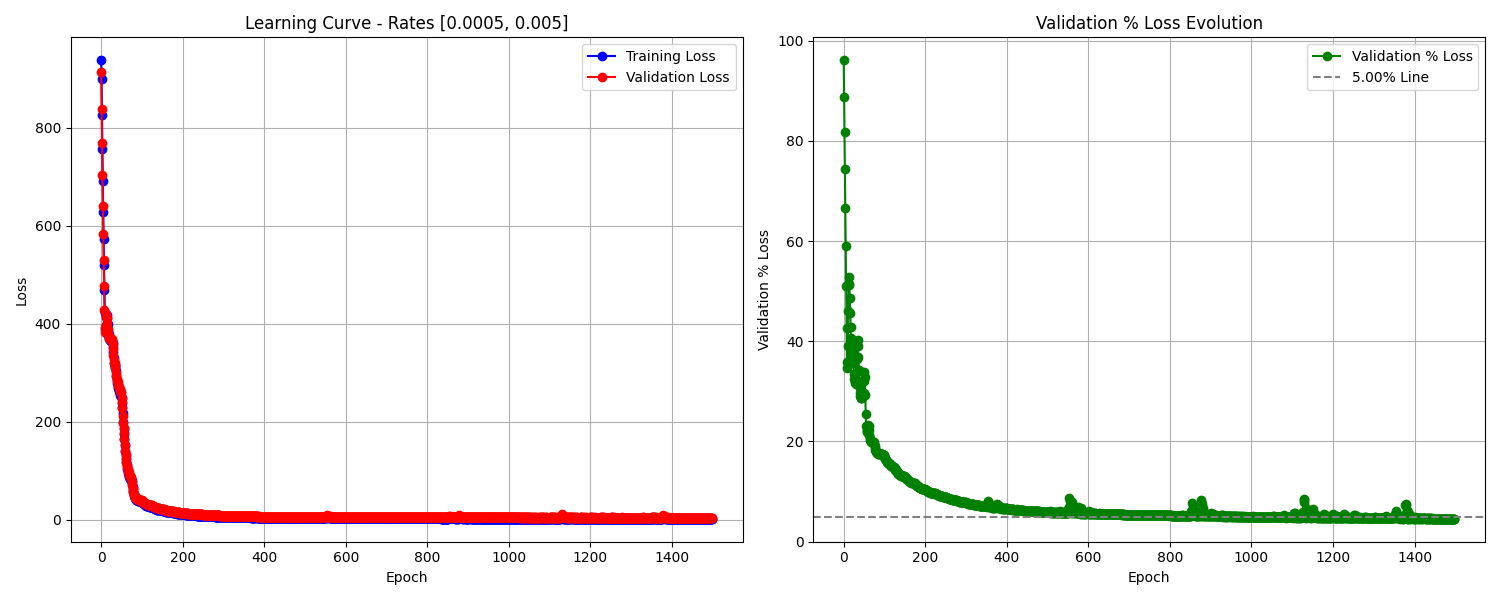 Learning Curve - Rates [0.0005, 0.005]
Loss
800
600
400
200
0
0 200 400 600 800 1000 1200 1400
Epoch
Training Loss
Validation Loss
Validation % Loss Evolution
Validation % Loss
100
80
60
40
20
0
0 200 400 600 800 1000 1200 1400
Epoch
Validation % Loss
5.00% Line